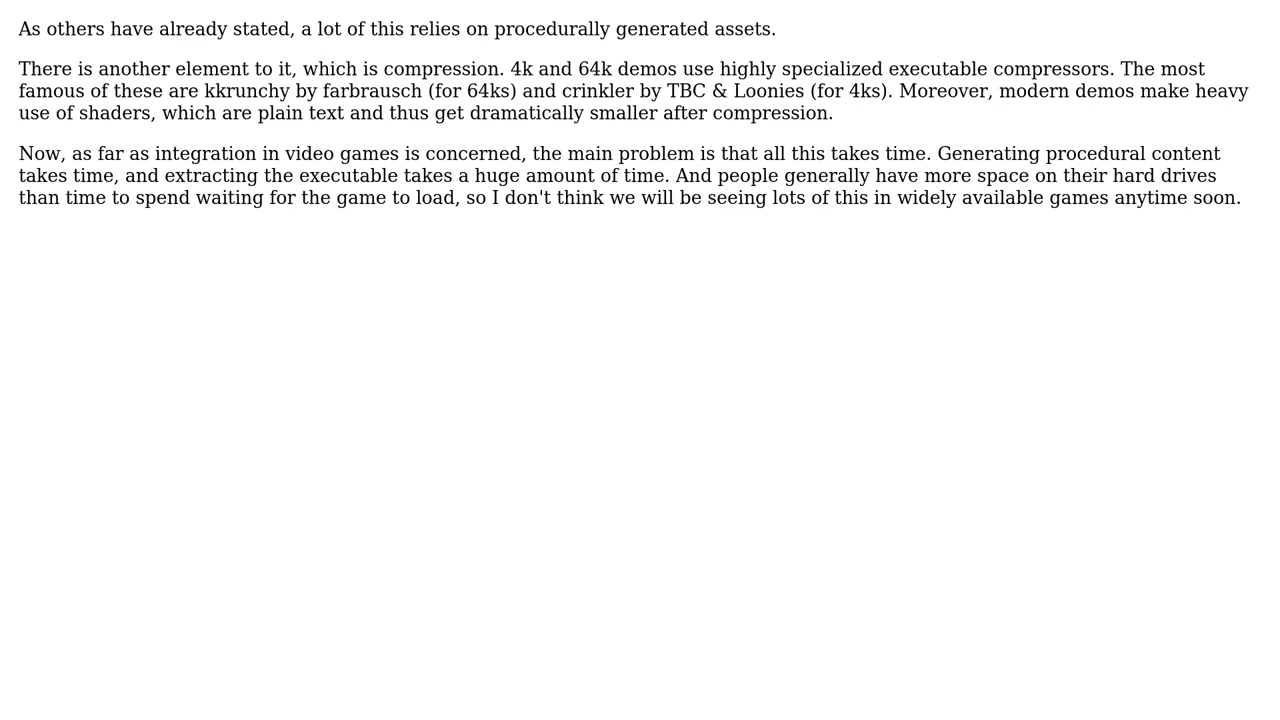 As others have already stated, a lot of this relies on procedurally generated assets.
There is another element to it, which is compression. 4k and 64k demos use highly specialized executable compressors. The most
famous of these are kkrunchy by farbrausch (for 64ks) and crinkler by TBC & Loonies (for 4ks). Moreover, modern demos make heavy
use of shaders, which are plain text and thus get dramatically smaller after compression.
Now, as far as integration in video games is concerned, the main problem is that all this takes time. Generating procedural content
takes time, and extracting the executable takes a huge amount of time. And people generally have more space on their hard drives
than time to spend waiting for the game to load, so I don't think we will be seeing lots of this in widely available games anytime soon.